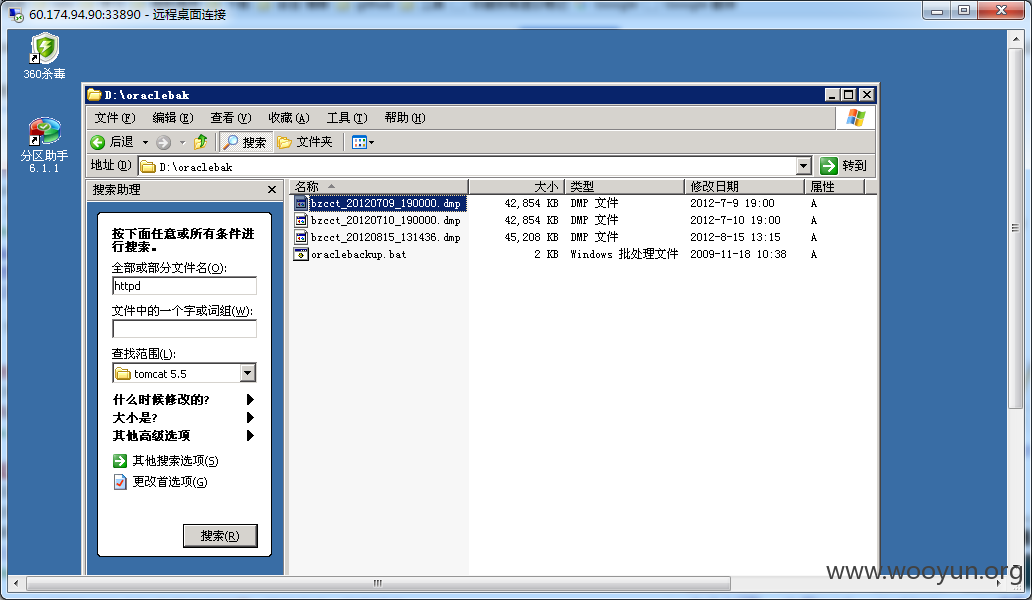 60.174.94.90:33890 - 远程桌面连接
360杀毒
分区助手
6.1.1
D:\oraclebak
文件(F) 编辑(E) 查看(V) 收藏(A) 工具(T) 帮助(H)
后退 搜索 文件夹
地址(D) D:\oraclebak 转到
搜索助理
按下面任意或所有条件进
行搜索。
全部或部分文件名(O):
httpd
文件中的一个字或词组(W):
查找范围(L):
tomcat 5.5
什么时候修改的?
大小是?
其他高级选项
其他搜索选项(S)
更改首选项(G)
搜索(R)
名称 大小 类型 修改日期 属性
bzcct_20120709_190000.dmp 42,854 KB DMP 文件 2012-7-9 19:00 A
bzcct_20120710_190000.dmp 42,854 KB DMP 文件 2012-7-10 19:00 A
bzcct_20120815_131436.dmp 45,208 KB DMP 文件 2012-8-15 13:15 A
oraclebackup.bat 2 KB Windows 批处理文件 2009-11-18 10:38 A
www.wooyun.org